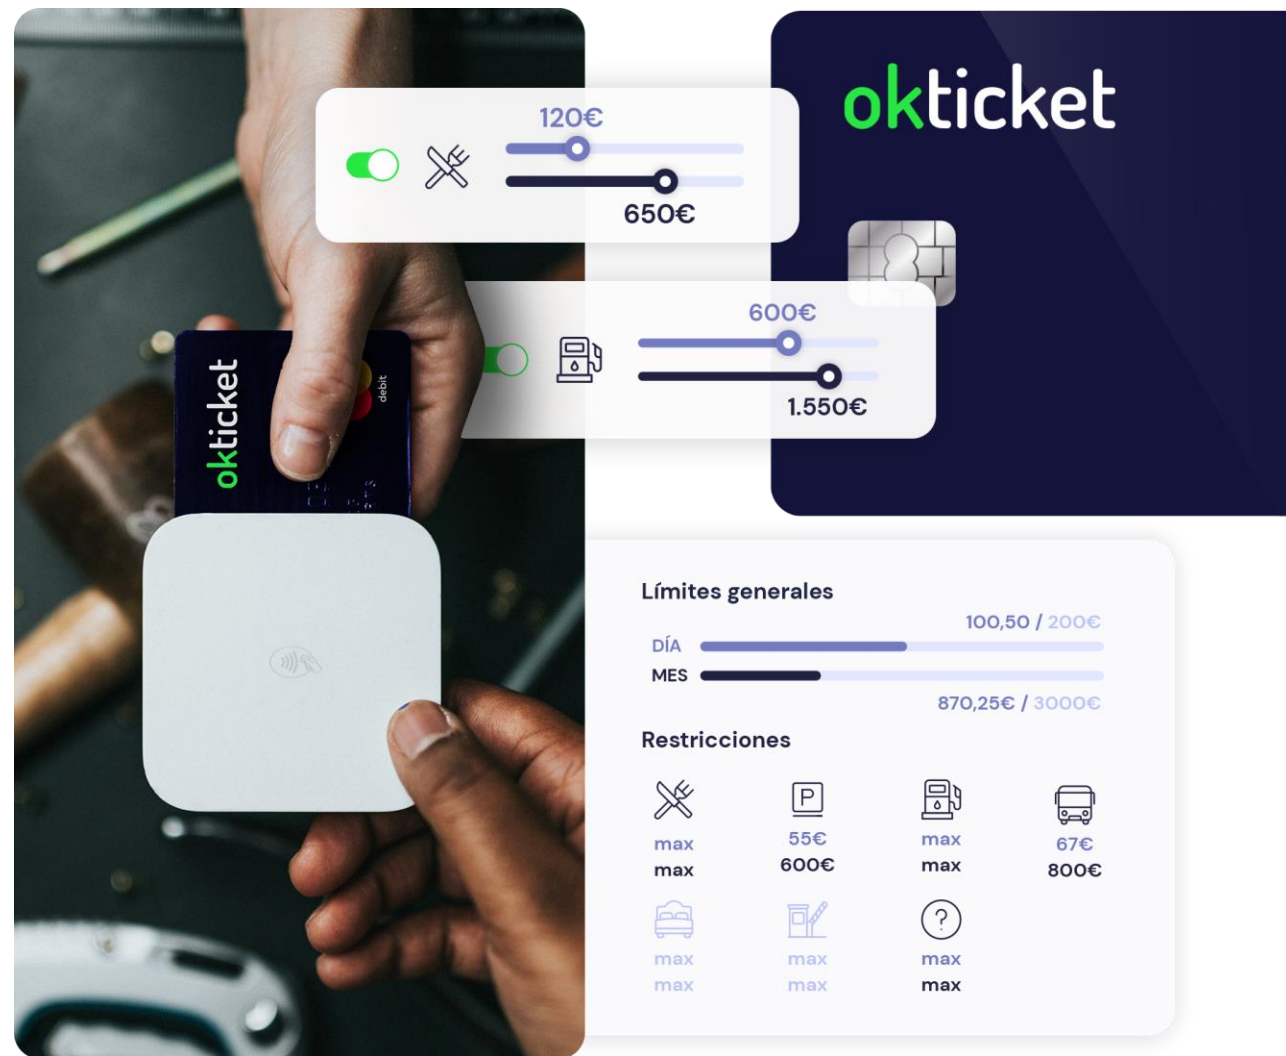 okticket
120€
650€
600€
1.550€
okticket
debit
Límites generales
100,50 / 200€
DÍA
MES
870,25€ / 3000€
Restricciones
P
max
55€
max
67€
max
600€
max
800€
?
max
max
max
max
max
max